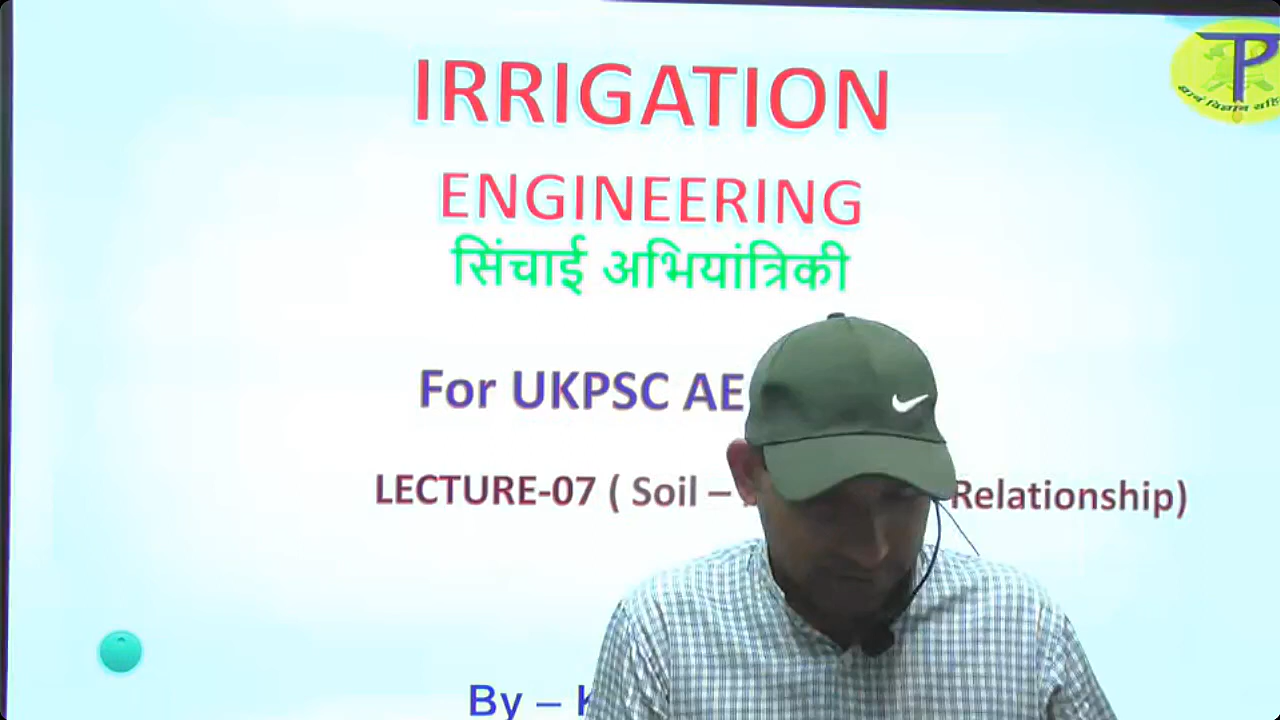 IRRIGATION
ENGINEERING
सिंचाई अभियांत्रिकी
For UKPSC AE
LECTURE-07 ( Soil – Relationship)
By –